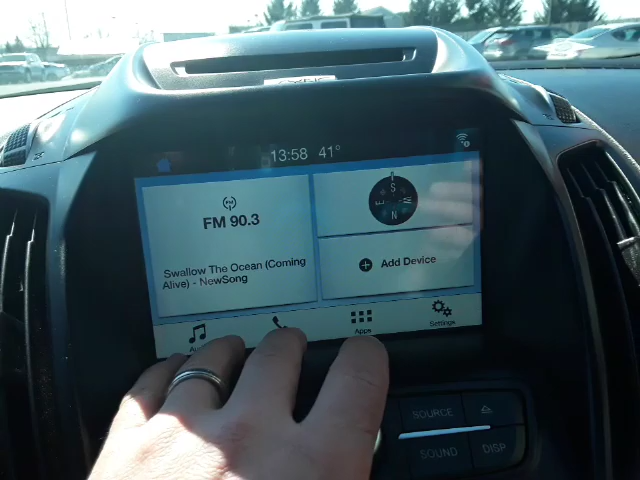 13:58 41°
FM 90.3
Swallow The Ocean (Coming
Alive) - NewSong
S
E
N
Add Device
Apps
Settings
SOURCE
SOUND
DISP